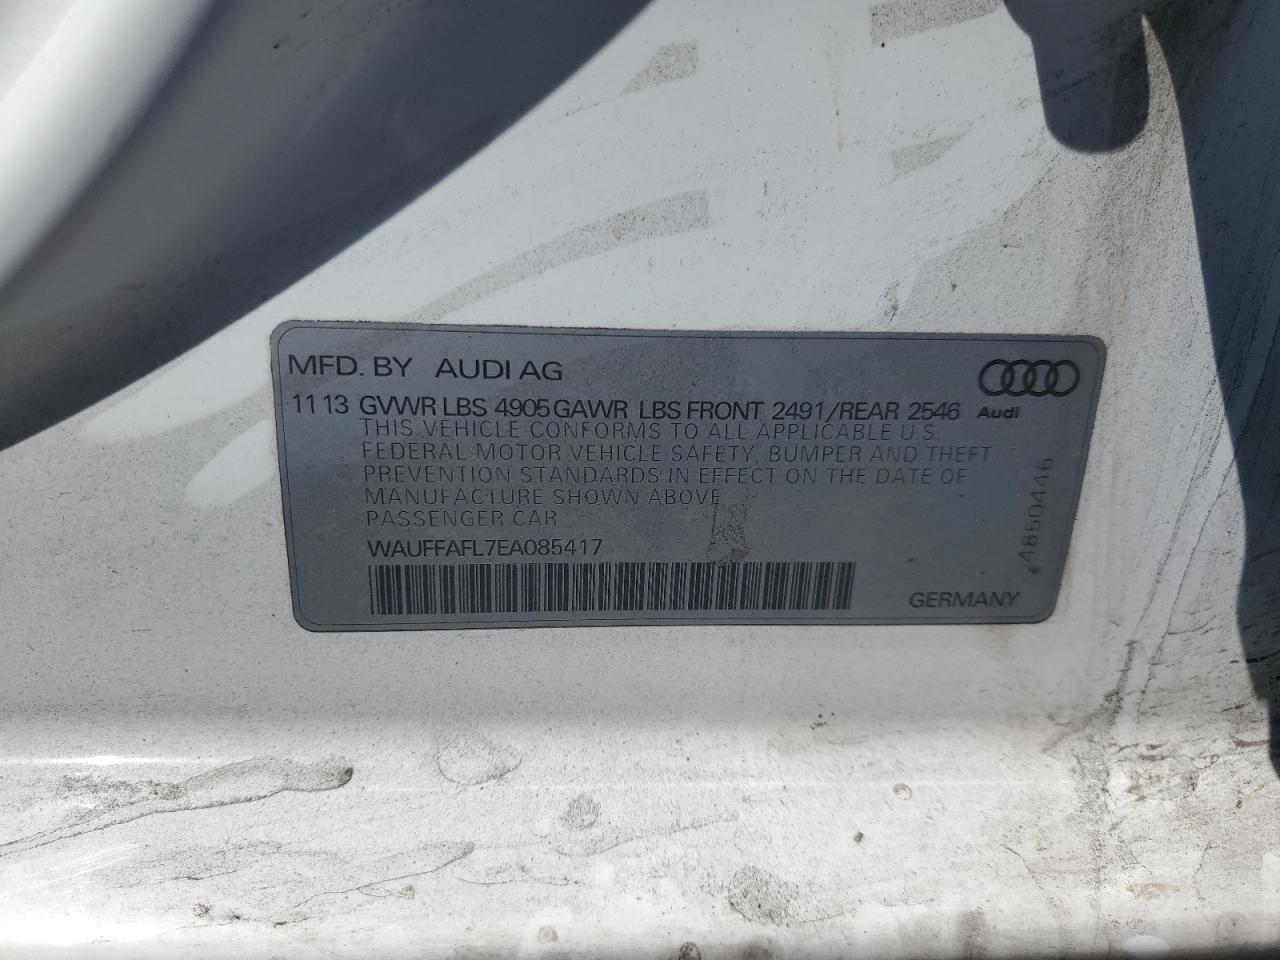 MFD. BY AUDI AG
11 13 GVWR LBS 4905 GAWR LBS FRONT 2491/REAR 2546
Audi
THIS VEHICLE CONFORMS TO ALL APPLICABLE U.S.
FEDERAL MOTOR VEHICLE SAFETY, BUMPER AND THEFT
PREVENTION STANDARDS IN EFFECT ON THE DATE OF
MANUFACTURE SHOWN ABOVE
PASSENGER CAR
WAUFFAFL7EA085417
GERMANY
4850446